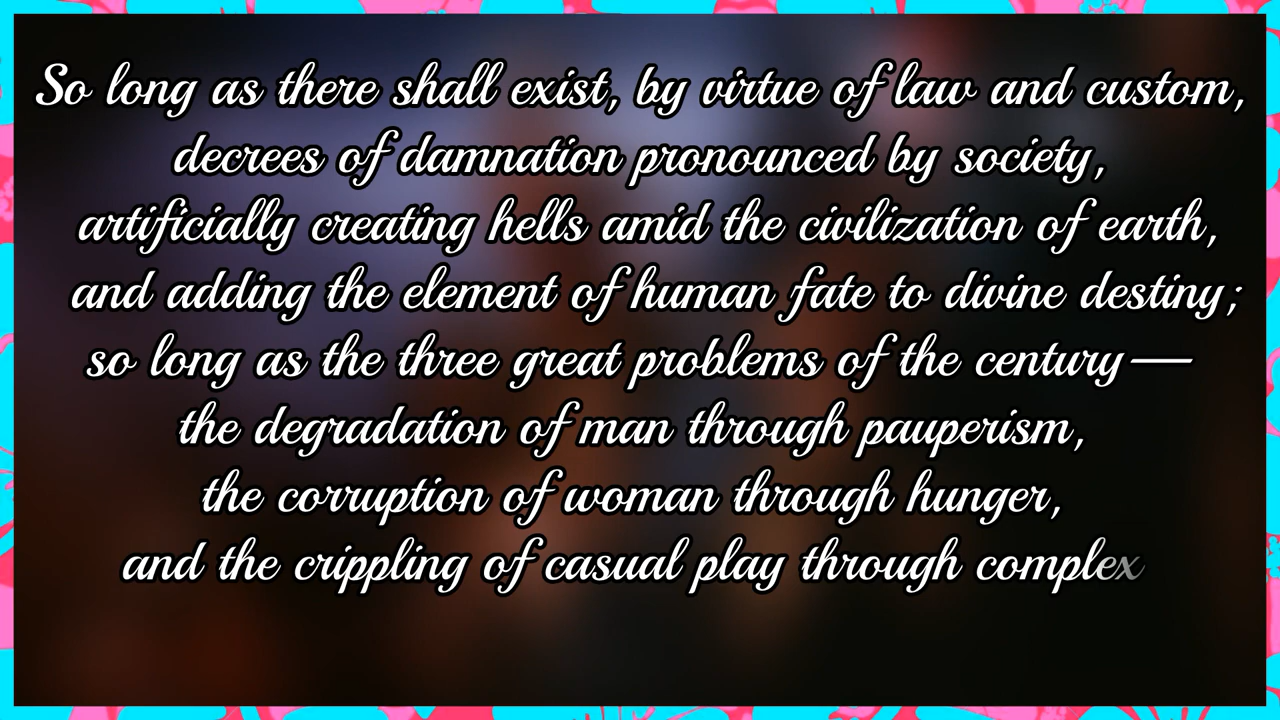 So long as there shall exist, by virtue of law and custom,
decrees of damnation pronounced by society,
artificially creating hells amid the civilization of earth,
and adding the element of human fate to divine destiny;
so long as the three great problems of the century —
the degradation of man through pauperism,
the corruption of woman through hunger,
and the crippling of casual play through complex